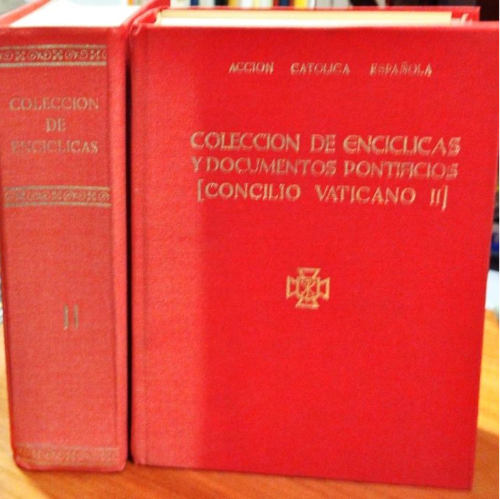 COLECCION
DE
ENCICLICAS
II
ACCION CATOLICA ESPAÑOLA
COLECCION DE ENCICLICAS
Y DOCUMENTOS PONTIFICIOS
[CONCILIO VATICANO II]